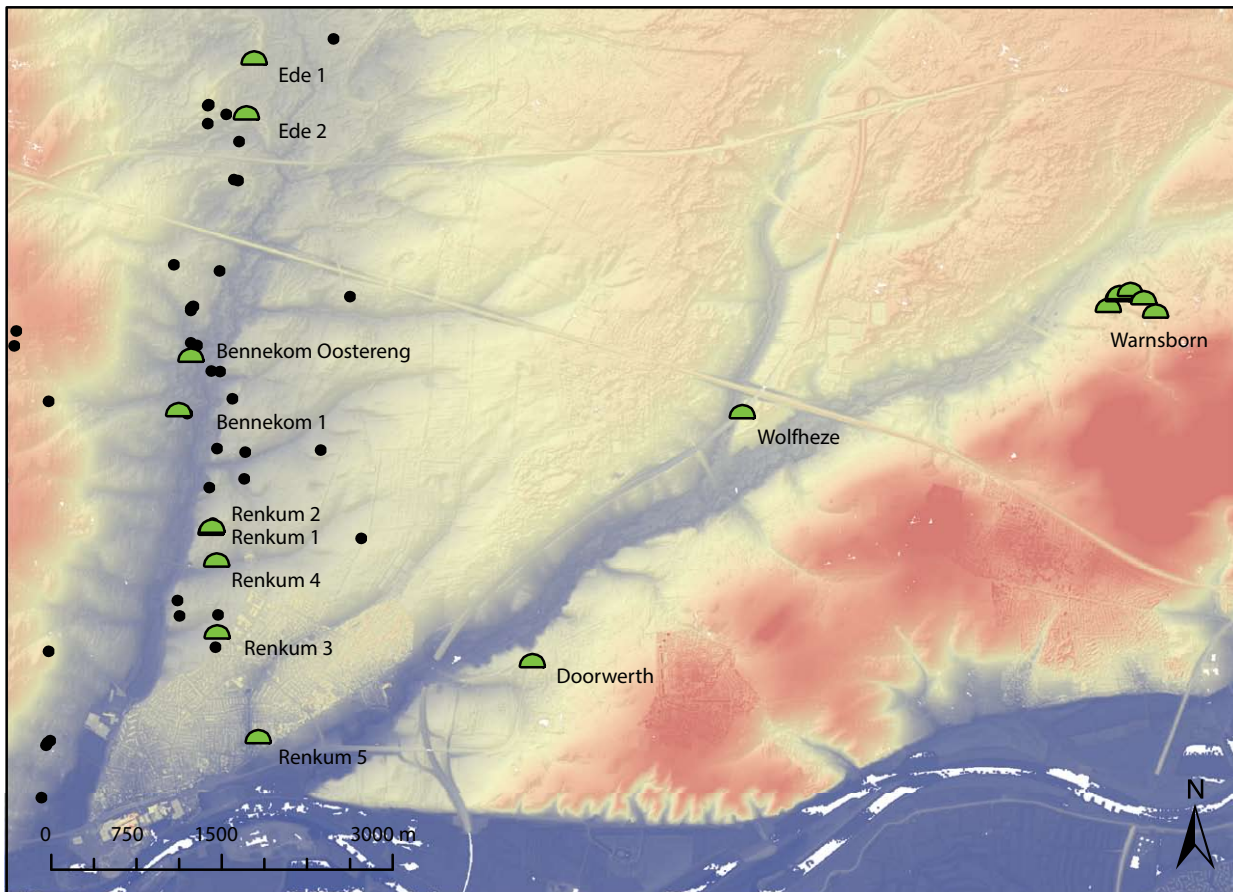 Ede 1
Ede 2
Warnsborn
Bennekom Oostereng
Bennekom 1
Wolfheze
Renkum 2
Renkum 1
Renkum 4
Renkum 3
Doorwerth
Renkum 5
N
0 750 1500 3000 m